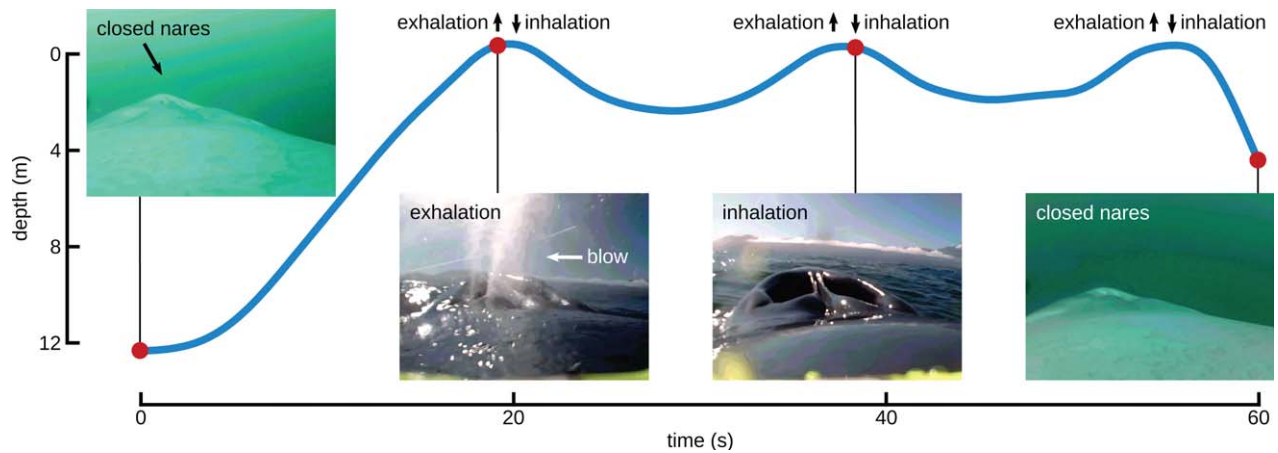 closed nares
exhalation inhalation
exhalation inhalation
exhalation inhalation
0
4
8
12
depth (m)
exhalation
blow
inhalation
closed nares
0
20
40
60
time (s)